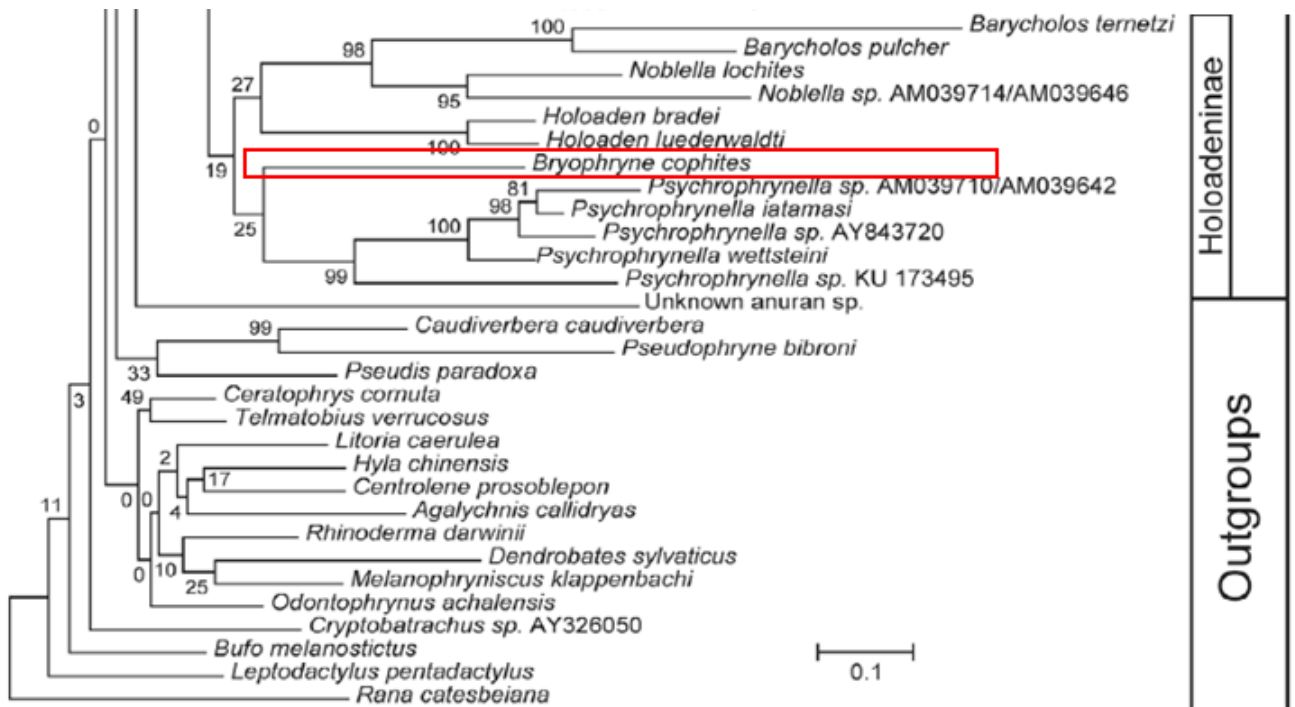 100
Barycholos ternetzi
98
Barycholos pulcher
Noblella lochites
27
95
Noblella sp. AM039714/AM039646
0
Holoaden bradei
Holoaden luederwaldti
100
19
Bryophryne cophites
81
Psychrophrynella sp. AM039710/AM039642
98
Psychrophrynella iatamasi
25
100
Psychrophrynella sp. AY843720
Psychrophrynella wettsteini
99
Psychrophrynella sp. KU 173495
Holoadeninae
Unknown anuran sp.
99
Caudiverbera caudiverbera
Pseudophryne bibroni
33
Pseudis paradoxa
3
49
Ceratophrys cornuta
Telmatobius verrucosus
Litoria caerulea
2
Hyla chinensis
17
Centrolene prosoblepon
11
0
0
4
Agalychnis callidryas
Rhinoderma darwinii
Dendrobates sylvaticus
0
10
25
Melanophryniscus klappenbachi
Odontophrynus achalensis
Cryptobatrachus sp. AY326050
Bufo melanostictus
Leptodactylus pentadactylus
Rana catesbeiana
0.1
Outgroups